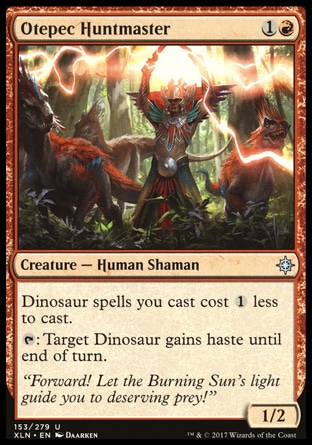 Otepec Huntmaster 1
Creature — Human Shaman
Dinosaur spells you cast cost 1 less
to cast.
: Target Dinosaur gains haste until
end of turn.
“Forward! Let the Burning Sun’s light
guide you to deserving prey!”
1/2
153/279 U
XLN • EN Daarken
™ & © 2017 Wizards of the Coast